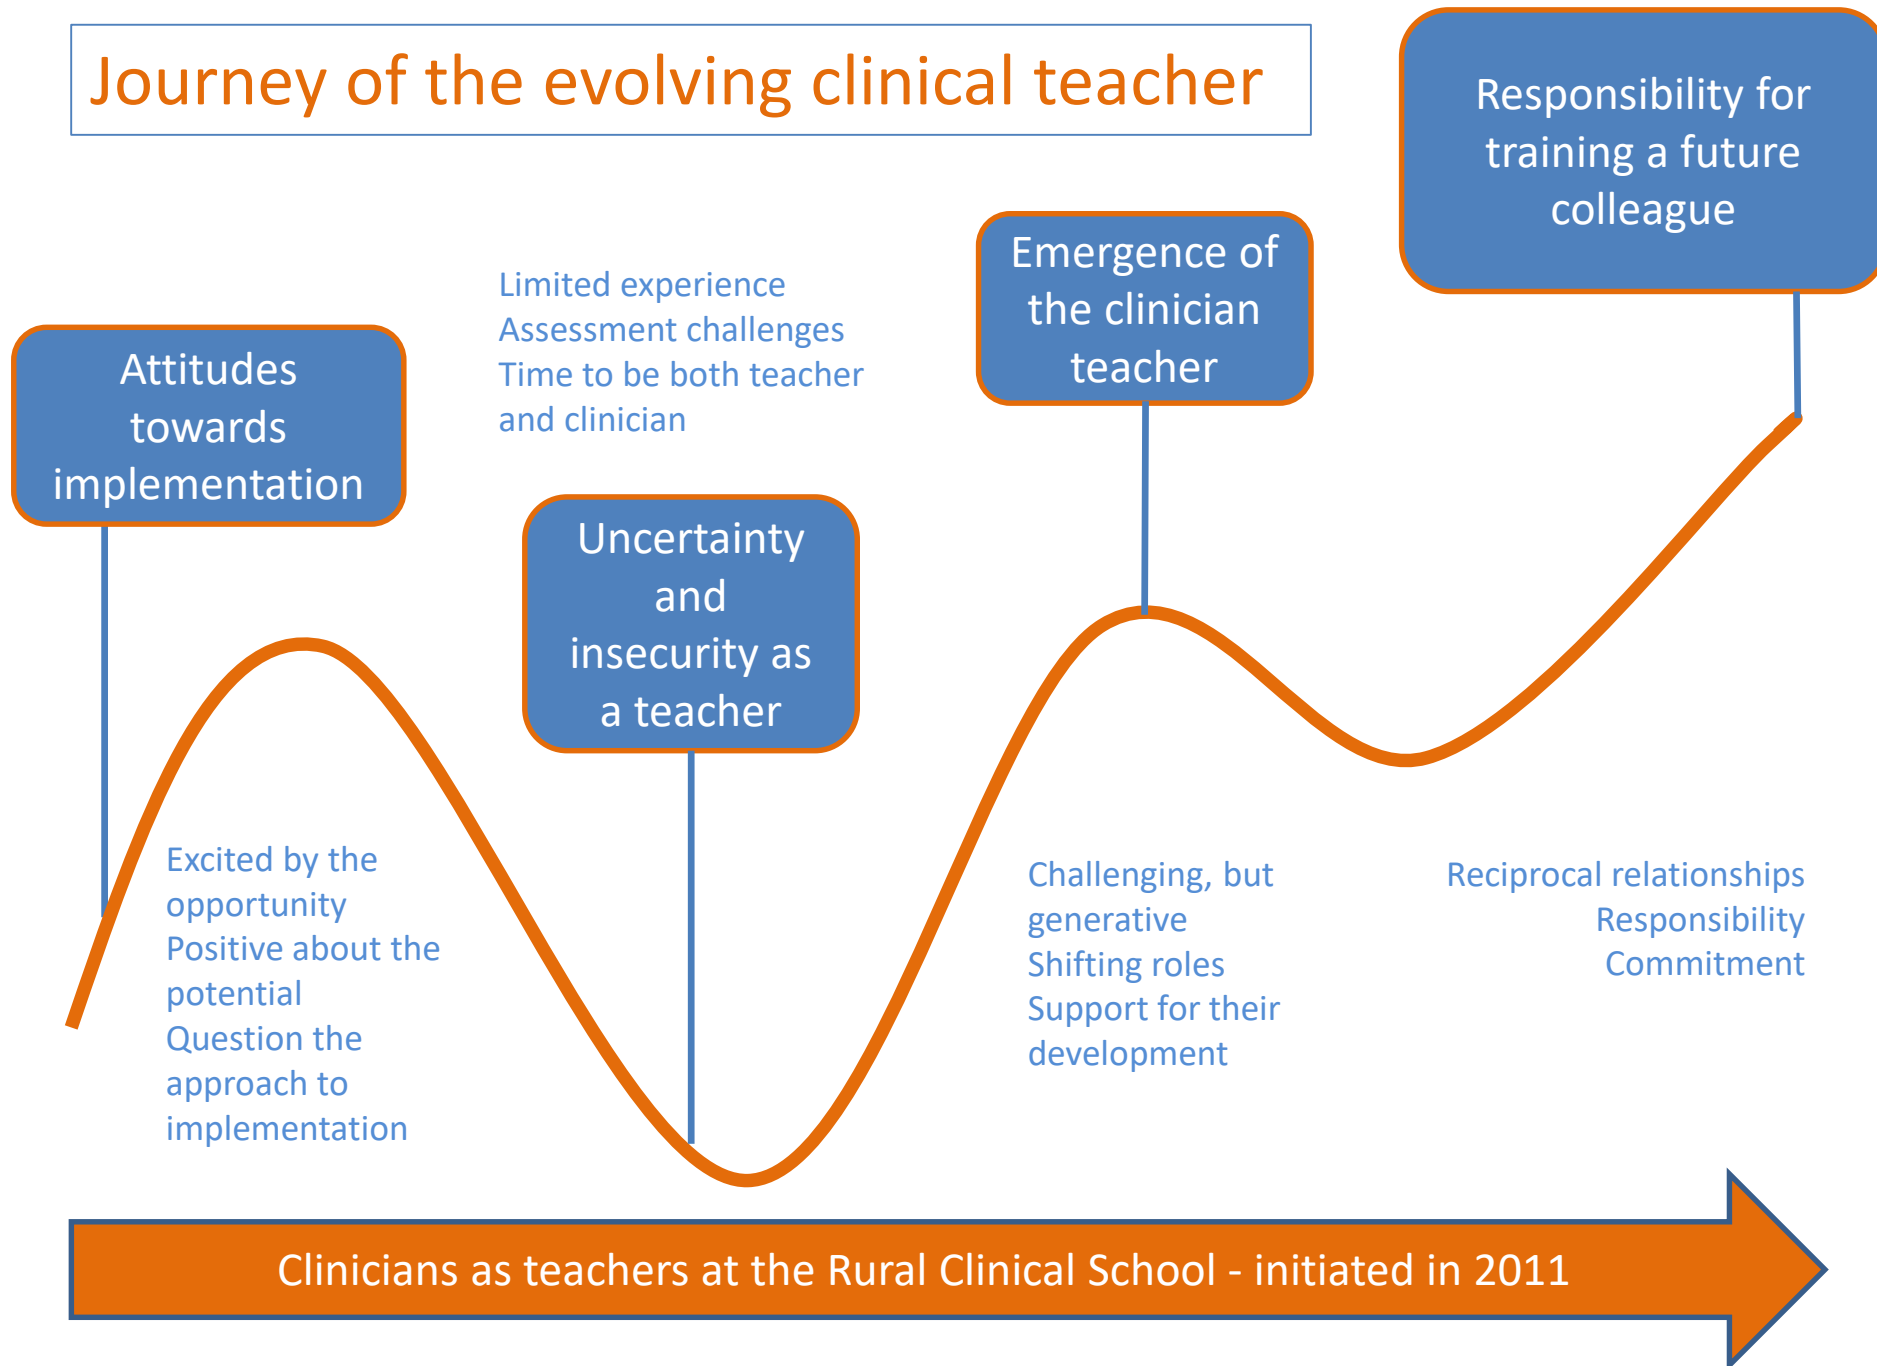 Journey of the evolving clinical teacher
Responsibility for
training a future
colleague
Emergence of
the clinician
teacher
Limited experience
Assessment challenges
Time to be both teacher
and clinician
Attitudes
towards
implementation
Uncertainty
and
insecurity as
a teacher
Excited by the
opportunity
Positive about the
potential
Question the
approach to
implementation
Challenging, but
generative
Shifting roles
Support for their
development
Reciprocal relationships
Responsibility
Commitment
Clinicians as teachers at the Rural Clinical School - initiated in 2011